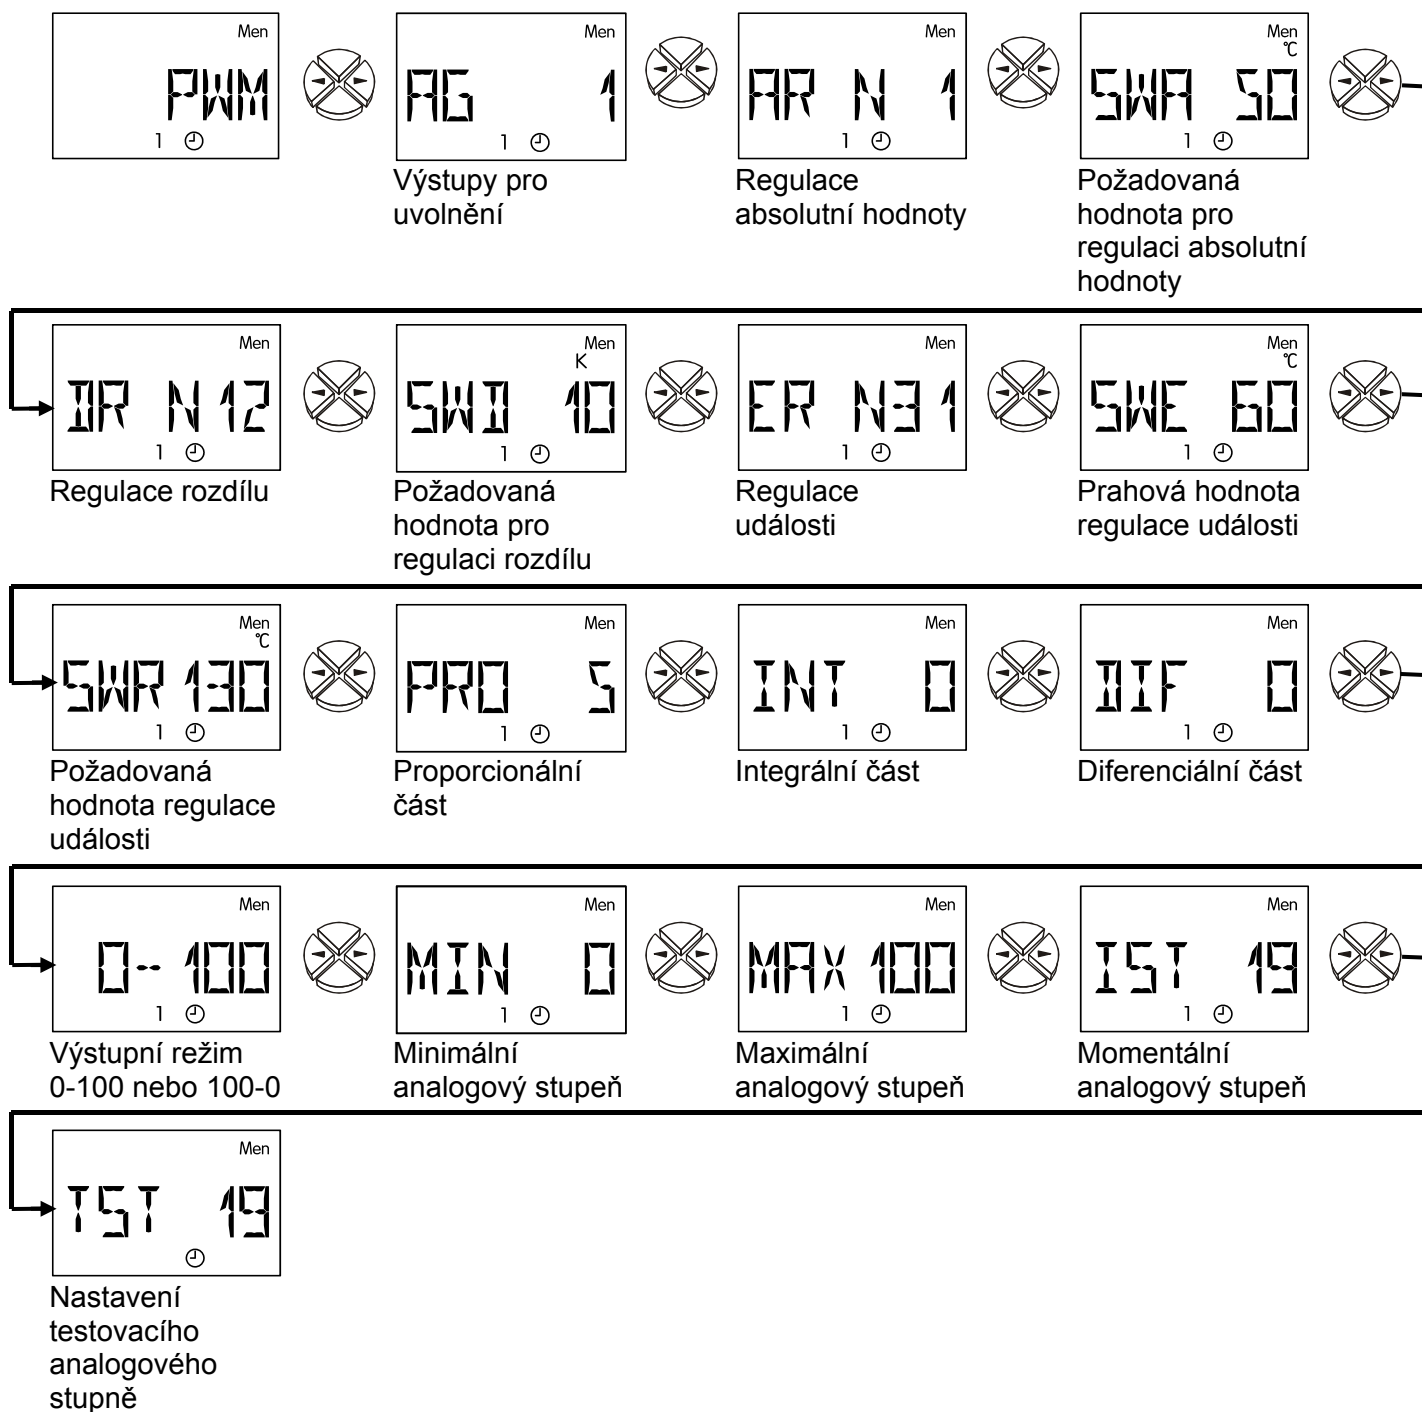 Men
PWM
1
Men
AG 1
1
Men
AR N 1
1
Men
°C
SWA 50
1
Výstupy pro
uvolnění
Regulace
absolutní hodnoty
Požadovaná
hodnota pro
regulaci absolutní
hodnoty
Men
DR N12
1
Men
K
SWD 10
1
Men
ER N31
1
Men
°C
SWE 60
1
Regulace rozdílu
Požadovaná
hodnota pro
regulaci rozdílu
Regulace
události
Prahová hodnota
regulace události
Men
°C
SWR 130
1
Men
PRO 5
1
Men
INT 0
1
Men
DIF 0
1
Požadovaná
hodnota regulace
události
Proporcionální
část
Integrální část
Diferenciální část
Men
0-100
1
Men
MIN 0
1
Men
MAX 100
1
Men
IST 19
1
Výstupní režim
0-100 nebo 100-0
Minimální
analogový stupeň
Maximální
analogový stupeň
Momentální
analogový stupeň
Men
TST 19
Nastavení
testovacího
analogového
stupně